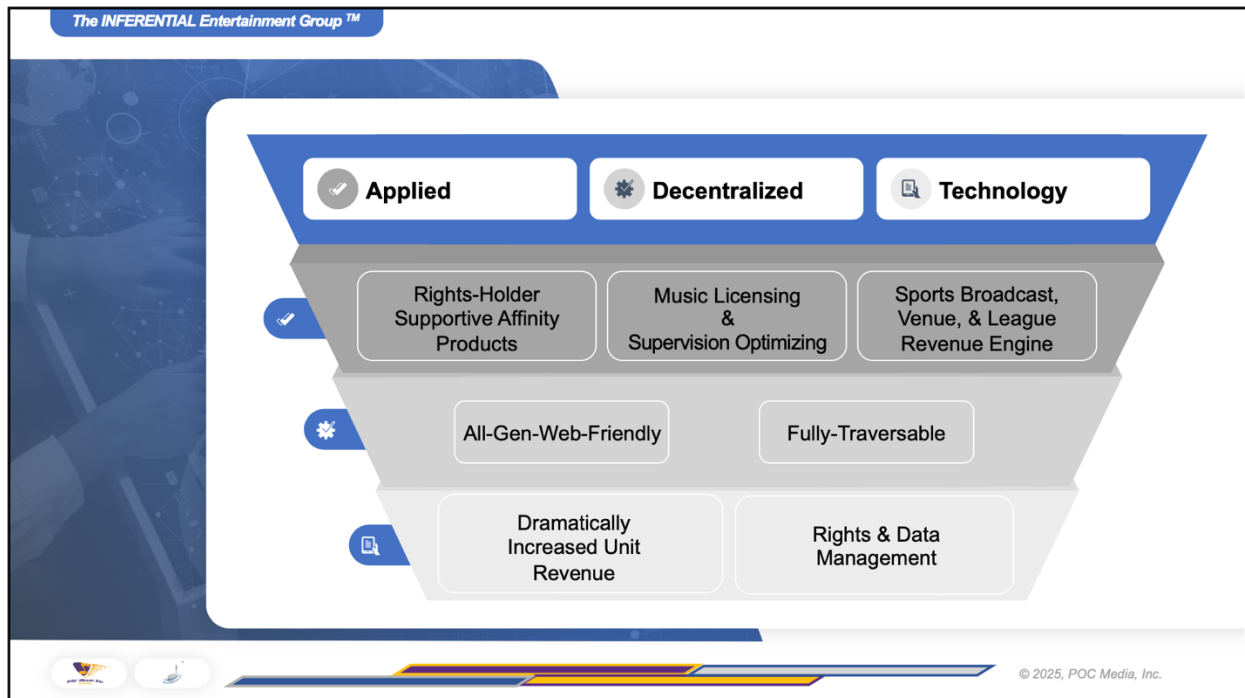 The INFERENTIAL Entertainment Group ™
Applied
Decentralized
Technology
Rights-Holder
Supportive Affinity
Products
Music Licensing
&
Supervision Optimizing
Sports Broadcast,
Venue, & League
Revenue Engine
All-Gen-Web-Friendly
Fully-Traversable
Dramatically
Increased Unit
Revenue
Rights & Data
Management
© 2025, POC Media, Inc.